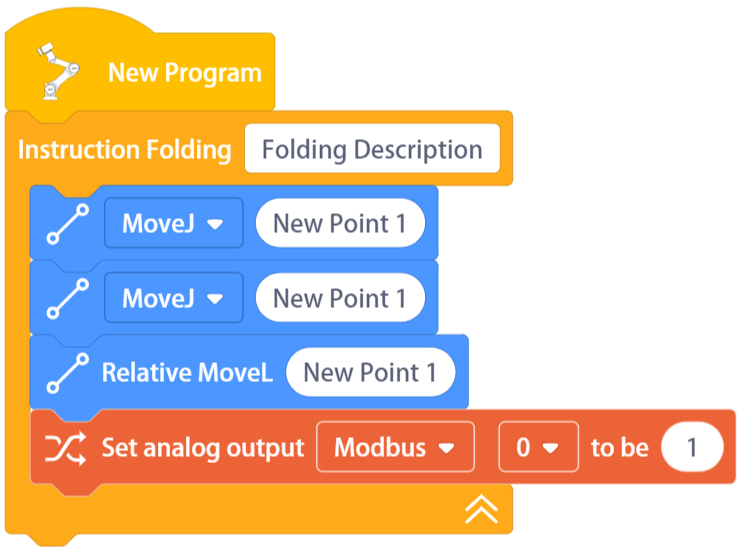 New Program
Instruction Folding Folding Description
MoveJ New Point 1
MoveJ New Point 1
Relative MoveL New Point 1
Set analog output Modbus 0 to be 1